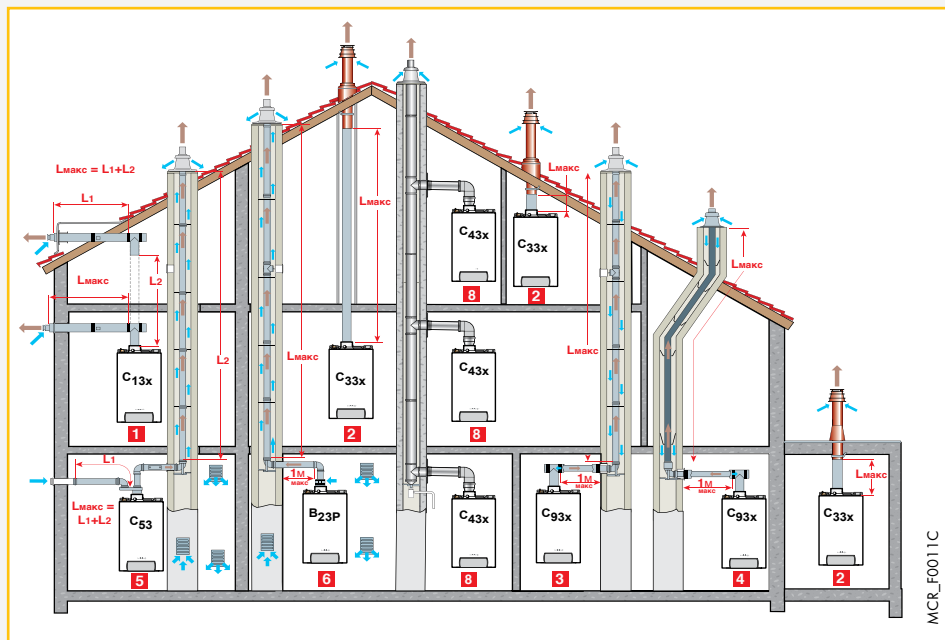 Lмакс = L1+L2
L1
Lмакс
L2
C13x
1
L2
Lмакс
Lмакс
C33x
2
C43x
8
Lмакс
C33x
2
C43x
8
Lмакс
Lмакс
L1
Lмакс =
L1+L2
C53
5
1м
макс
B23P
6
C43x
8
1м
макс
C93x
3
1м
макс
C93x
4
Lмакс
C33x
2
MCR_F0011C